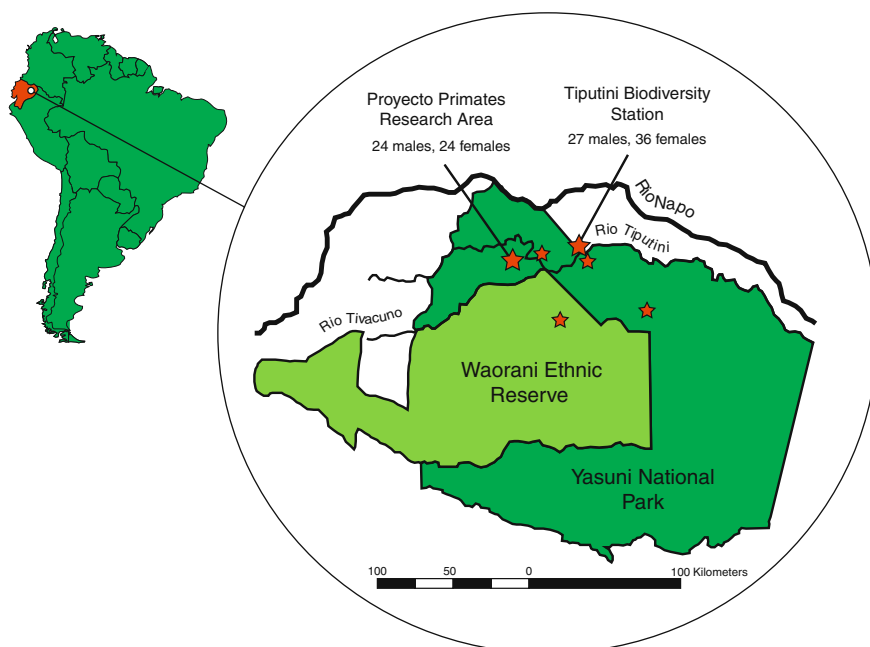 Proyecto Primates
Research Area
24 males, 24 females
Tiputini Biodiversity
Station
27 males, 36 females
Rio Napo
Rio Tiputini
Rio Tivacuno
Waorani Ethnic
Reserve
Yasuni National
Park
100 50 0 100 Kilometers